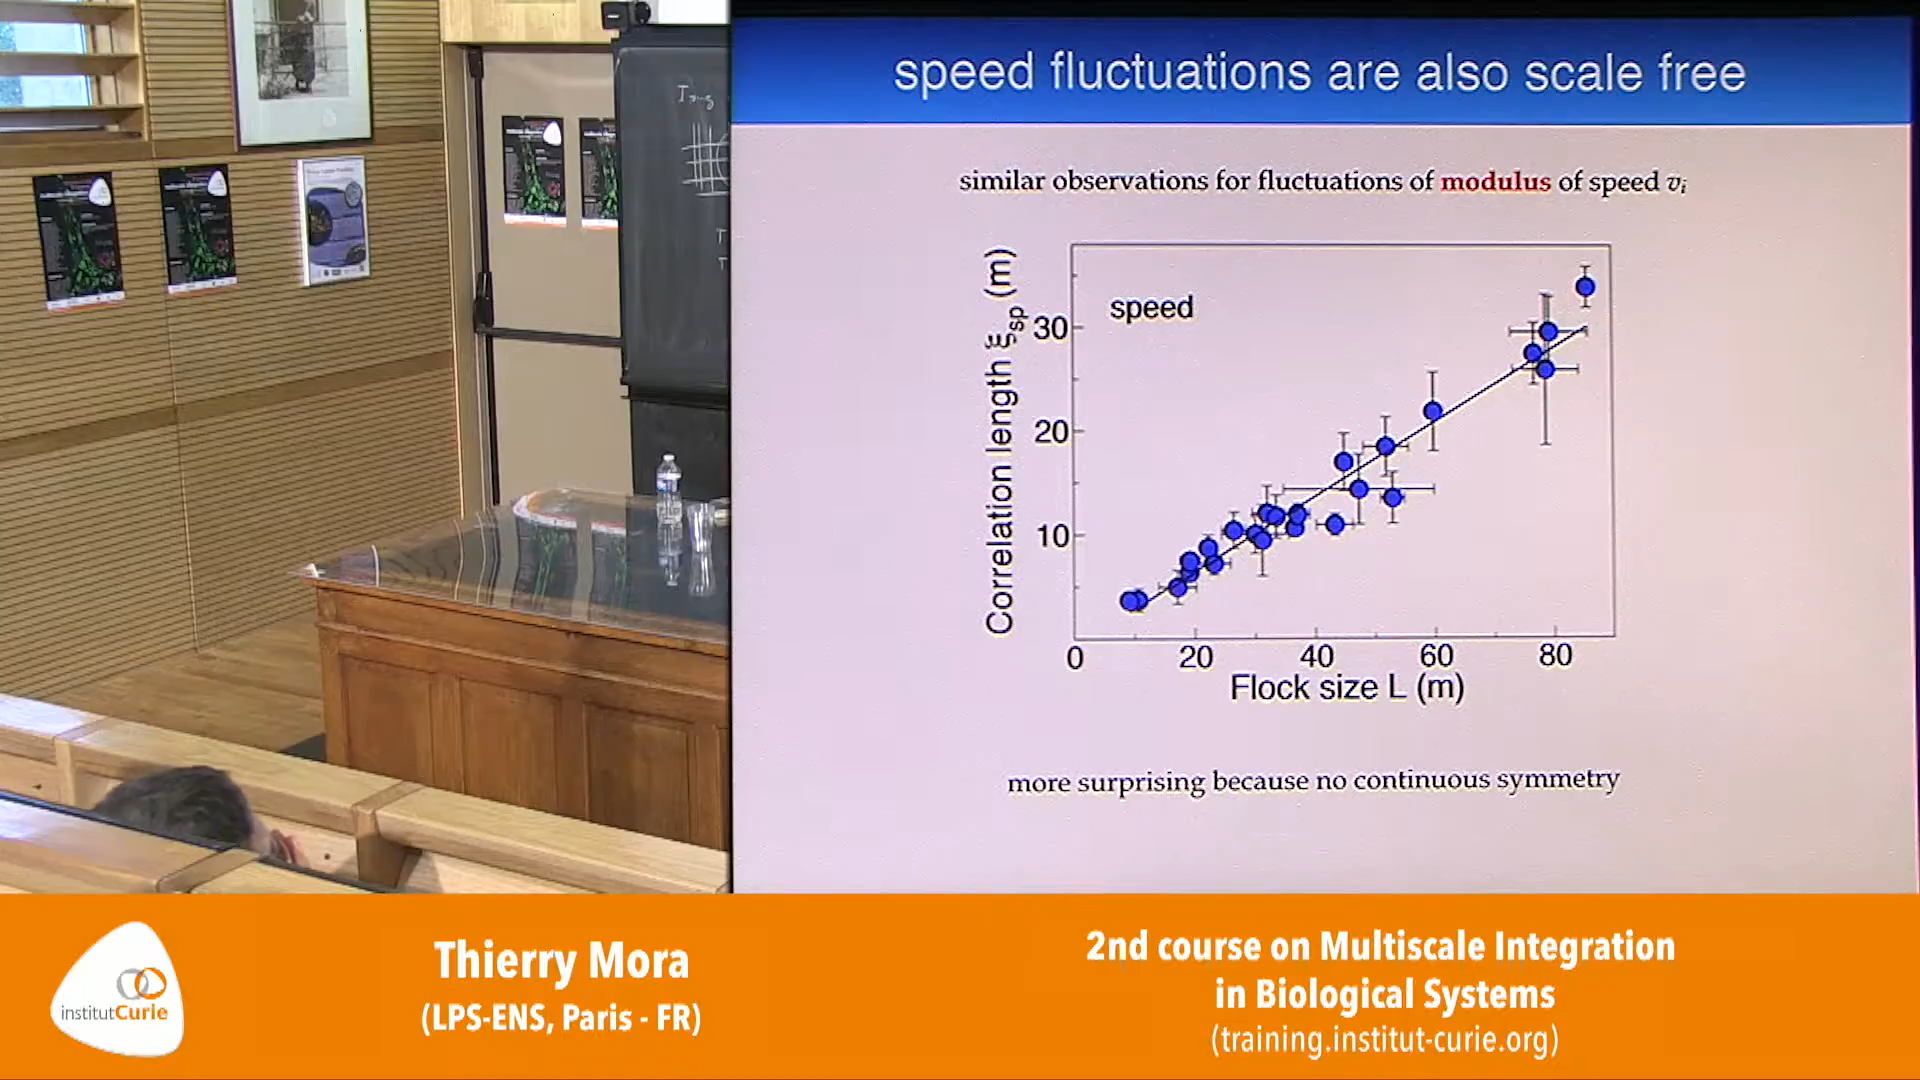 speed fluctuations are also scale free
similar observations for fluctuations of modulus of speed vᵢ
speed
Correlation length ξsp (m)
30
20
10
0 20 40 60 80
Flock size L (m)
more surprising because no continuous symmetry
institutCurie
Thierry Mora
(LPS-ENS, Paris - FR)
2nd course on Multiscale Integration
in Biological Systems
(training.institut-curie.org)